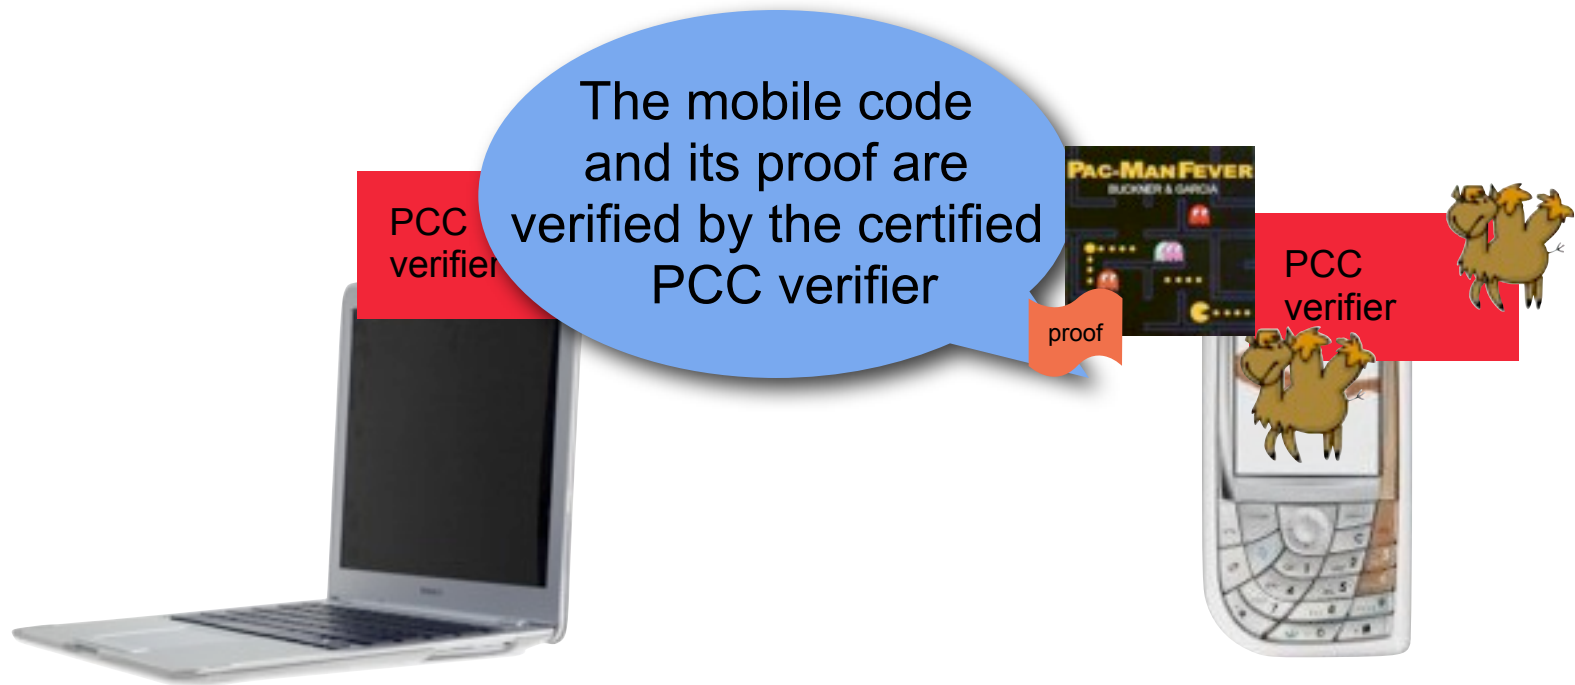 The mobile code
and its proof are
verified by the certified
PCC verifier
PCC
verifier
PAC-MAN FEVER
BUCKNER & GARCIA
proof
PCC
verifier